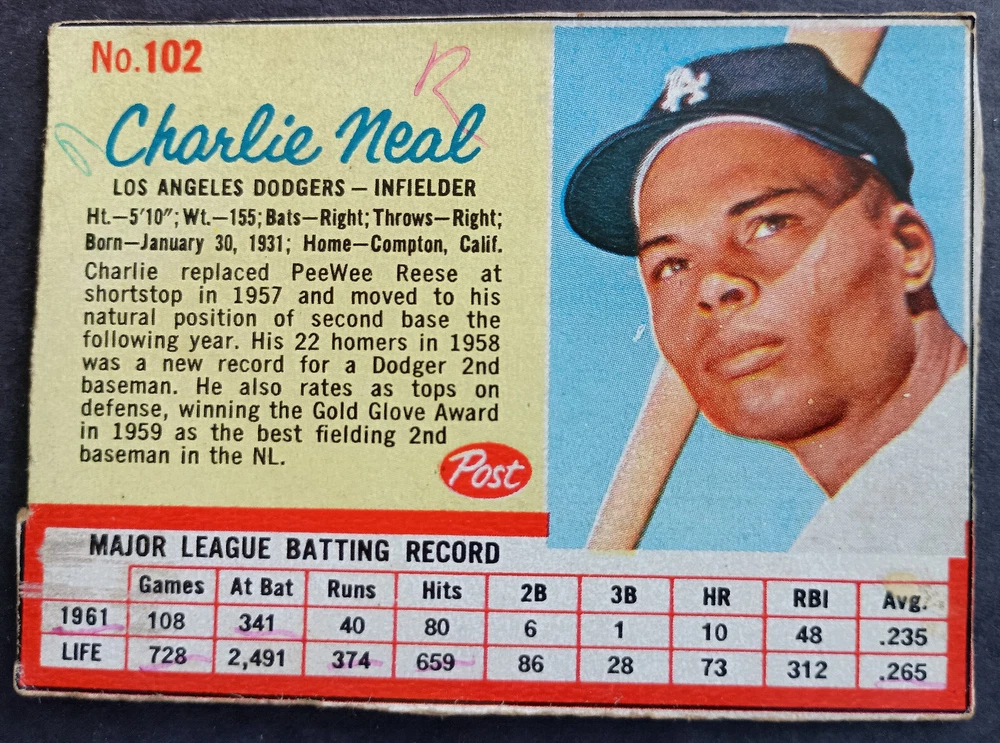 No.102
R
Charlie Neal
LOS ANGELES DODGERS – INFIELDER
Ht.–5'10"; Wt.–155; Bats–Right; Throws–Right;
Born–January 30, 1931; Home–Compton, Calif.
Charlie replaced PeeWee Reese at
shortstop in 1957 and moved to his
natural position of second base the
following year. His 22 homers in 1958
was a new record for a Dodger 2nd
baseman. He also rates as tops on
defense, winning the Gold Glove Award
in 1959 as the best fielding 2nd
baseman in the NL.
Post
LA
MAJOR LEAGUE BATTING RECORD
Games At Bat Runs Hits 2B 3B HR RBI Avg.
1961 108 341 40 80 6 1 10 48 .235
LIFE 728 2,491 374 659 86 28 73 312 .265